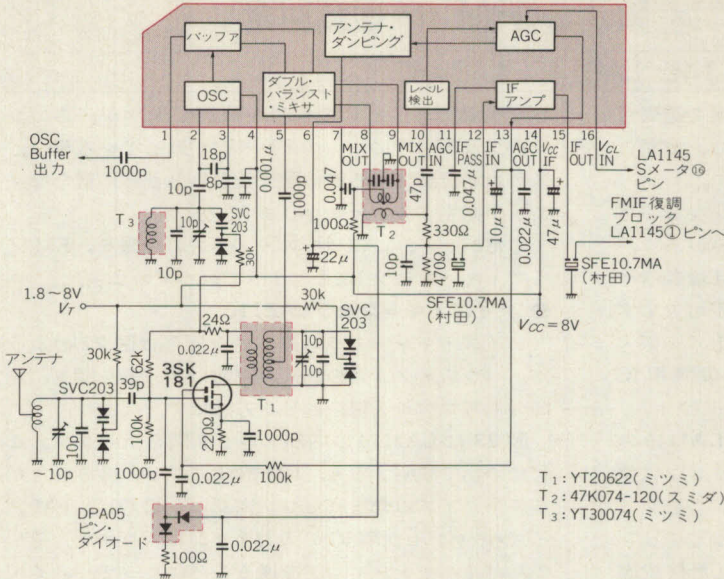 バッファ
アンテナ・
ダンピング
AGC
OSC
ダブル・
バランスト
・ミキサ
レベル
検出
IF
アンプ
1 2 3 4 5 6 7 8 9 10 11 12 13 14 15 16
MIX
OUT
MIX
OUT
AGC
IN
IF
PASS
IF
IN
AGC
OUT
VCC
IF
IF
OUT
VCL
IN
OSC
Buffer
出力
1000p
18p
8p
10p
0.001μ
1000p
0.047
47p
0.047μ
10μ
0.022μ
47μ
LA1145
Sメータ⑯
ピン
FMIF復調
ブロック
LA1145①ピンへ
T3
10p
10p
SVC
203
30k
100Ω
22μ
T2
330Ω
10p
470Ω
SFE10.7MA
(村田)
SFE10.7MA
(村田)
VCC=8V
1.8～8V
VT
30k
24Ω
0.022μ
30k
SVC
203
10p
10p
T1
アンテナ
SVC203
39p
62k
3SK
181
～10p
10p
100k
220Ω
1000p
1000p
0.022μ
100k
DPA05
ピン・
ダイオード
100Ω
0.022μ
T1:YT20622(ミツミ)
T2:47K074-120(スミダ)
T3:YT30074(ミツミ)